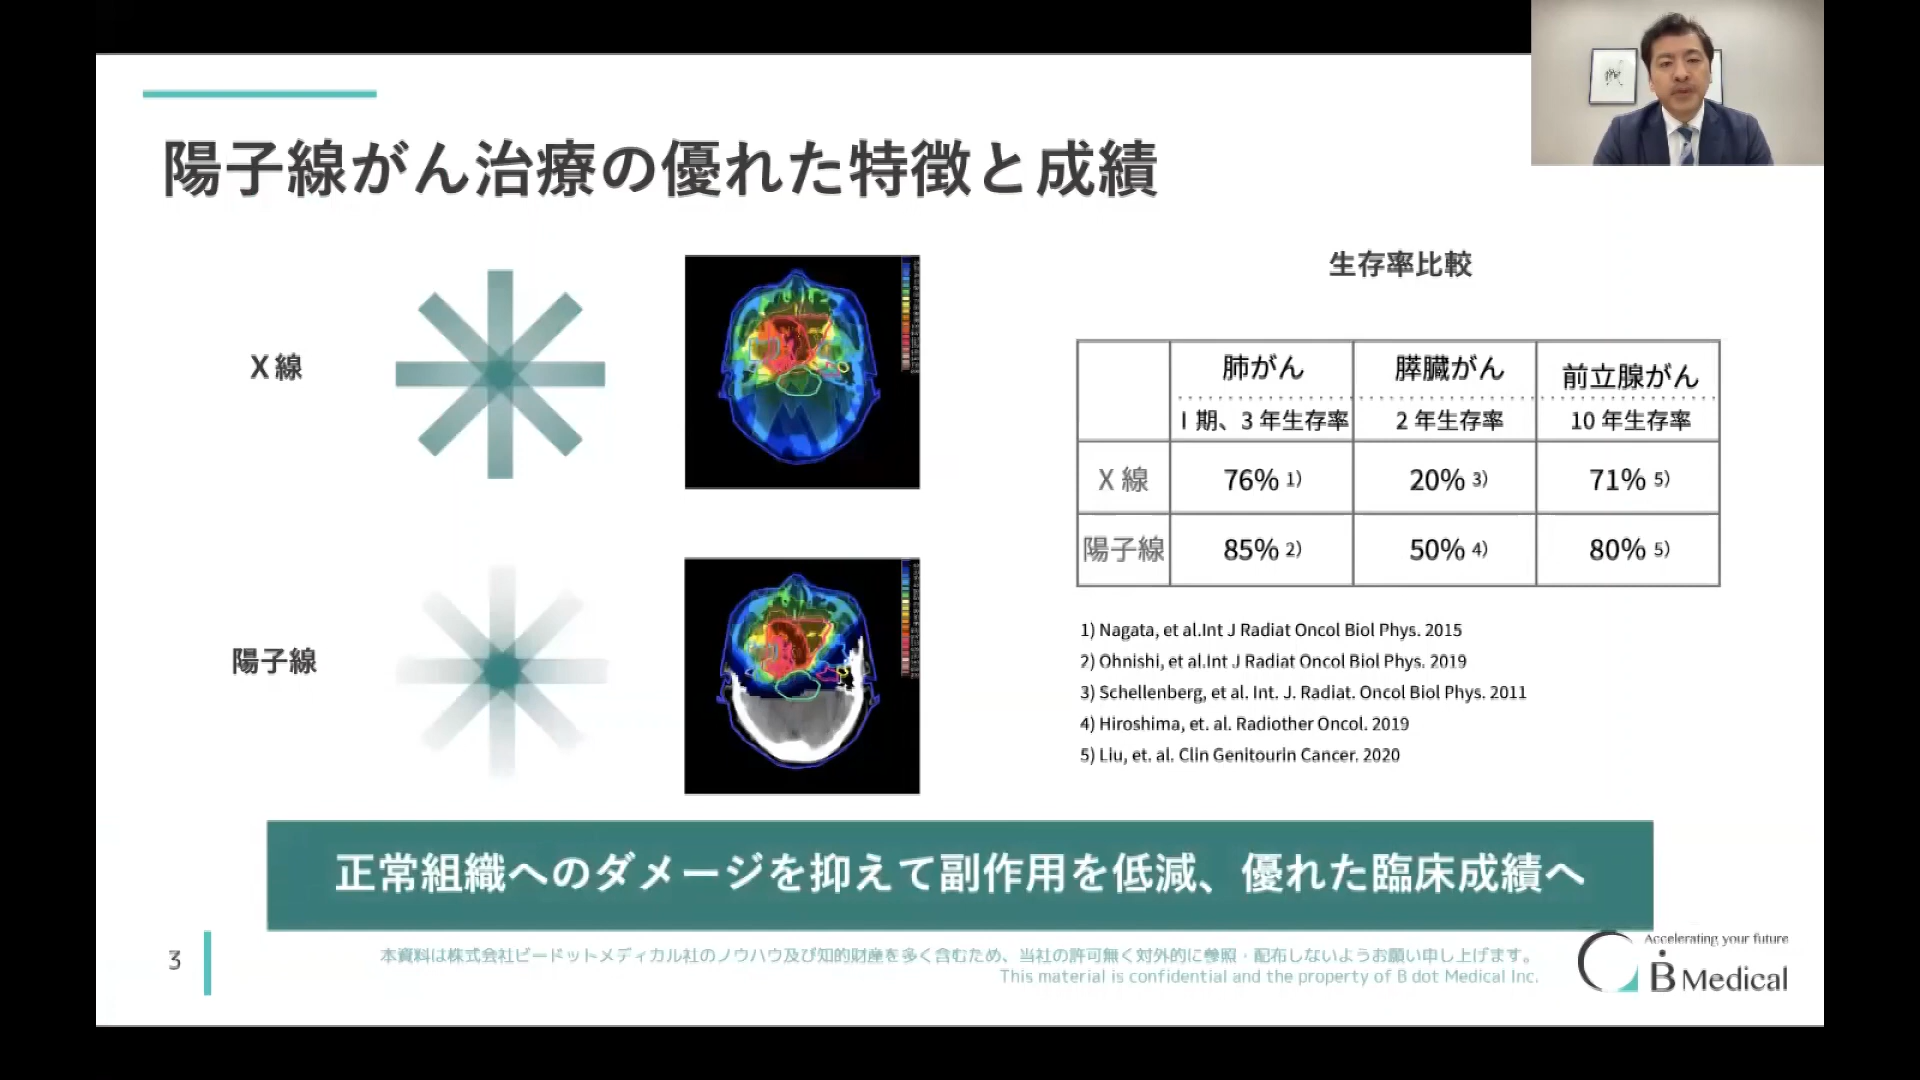 陽子線がん治療の優れた特徴と成績
X線
陽子線
生存率比較
肺がん 膵臓がん 前立腺がん
I 期、3 年生存率 2 年生存率 10 年生存率
X 線 76% 1) 20% 3) 71% 5)
陽子線 85% 2) 50% 4) 80% 5)
1) Nagata, et al.Int J Radiat Oncol Biol Phys. 2015
2) Ohnishi, et al.Int J Radiat Oncol Biol Phys. 2019
3) Schellenberg, et al. Int. J. Radiat. Oncol Biol Phys. 2011
4) Hiroshima, et. al. Radiother Oncol. 2019
5) Liu, et. al. Clin Genitourin Cancer. 2020
正常組織へのダメージを抑えて副作用を低減、優れた臨床成績へ
3
本資料は株式会社ビードットメディカル社のノウハウ及び知的財産を多く含むため、当社の許可無く対外的に参照・配布しないようお願い申し上げます。
This material is confidential and the property of B dot Medical Inc.
Accelerating your future
Ḃ Medical